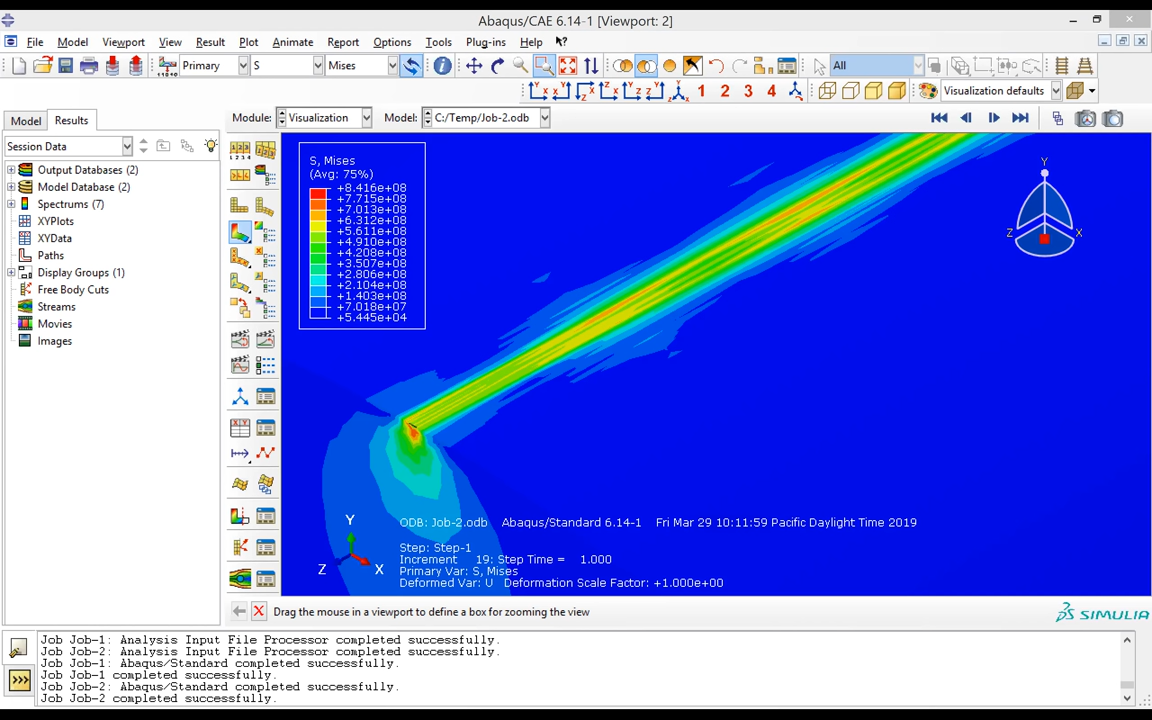 Abaqus/CAE 6.14-1 [Viewport: 2]
File Model Viewport View Result Plot Animate Report Options Tools Plug-ins Help
Primary S Mises All
1 2 3 4 Visualization defaults
Model Results Module: Visualization Model: C:/Temp/Job-2.odb
Session Data
Output Databases (2)
Model Database (2)
Spectrums (7)
XYPlots
XYData
Paths
Display Groups (1)
Free Body Cuts
Streams
Movies
Images
S, Mises
(Avg: 75%)
+8.416e+08
+7.715e+08
+7.013e+08
+6.312e+08
+5.611e+08
+4.910e+08
+4.208e+08
+3.507e+08
+2.806e+08
+2.104e+08
+1.403e+08
+7.018e+07
+5.445e+04
Y
Z X
Y
Z X
ODB: Job-2.odb Abaqus/Standard 6.14-1 Fri Mar 29 10:11:59 Pacific Daylight Time 2019
Step: Step-1
Increment 19: Step Time = 1.000
Primary Var: S, Mises
Deformed Var: U Deformation Scale Factor: +1.000e+00
Drag the mouse in a viewport to define a box for zooming the view
SIMULIA
Job Job-1: Analysis Input File Processor completed successfully.
Job Job-2: Analysis Input File Processor completed successfully.
Job Job-1: Abaqus/Standard completed successfully.
Job Job-1 completed successfully.
Job Job-2: Abaqus/Standard completed successfully.
Job Job-2 completed successfully.